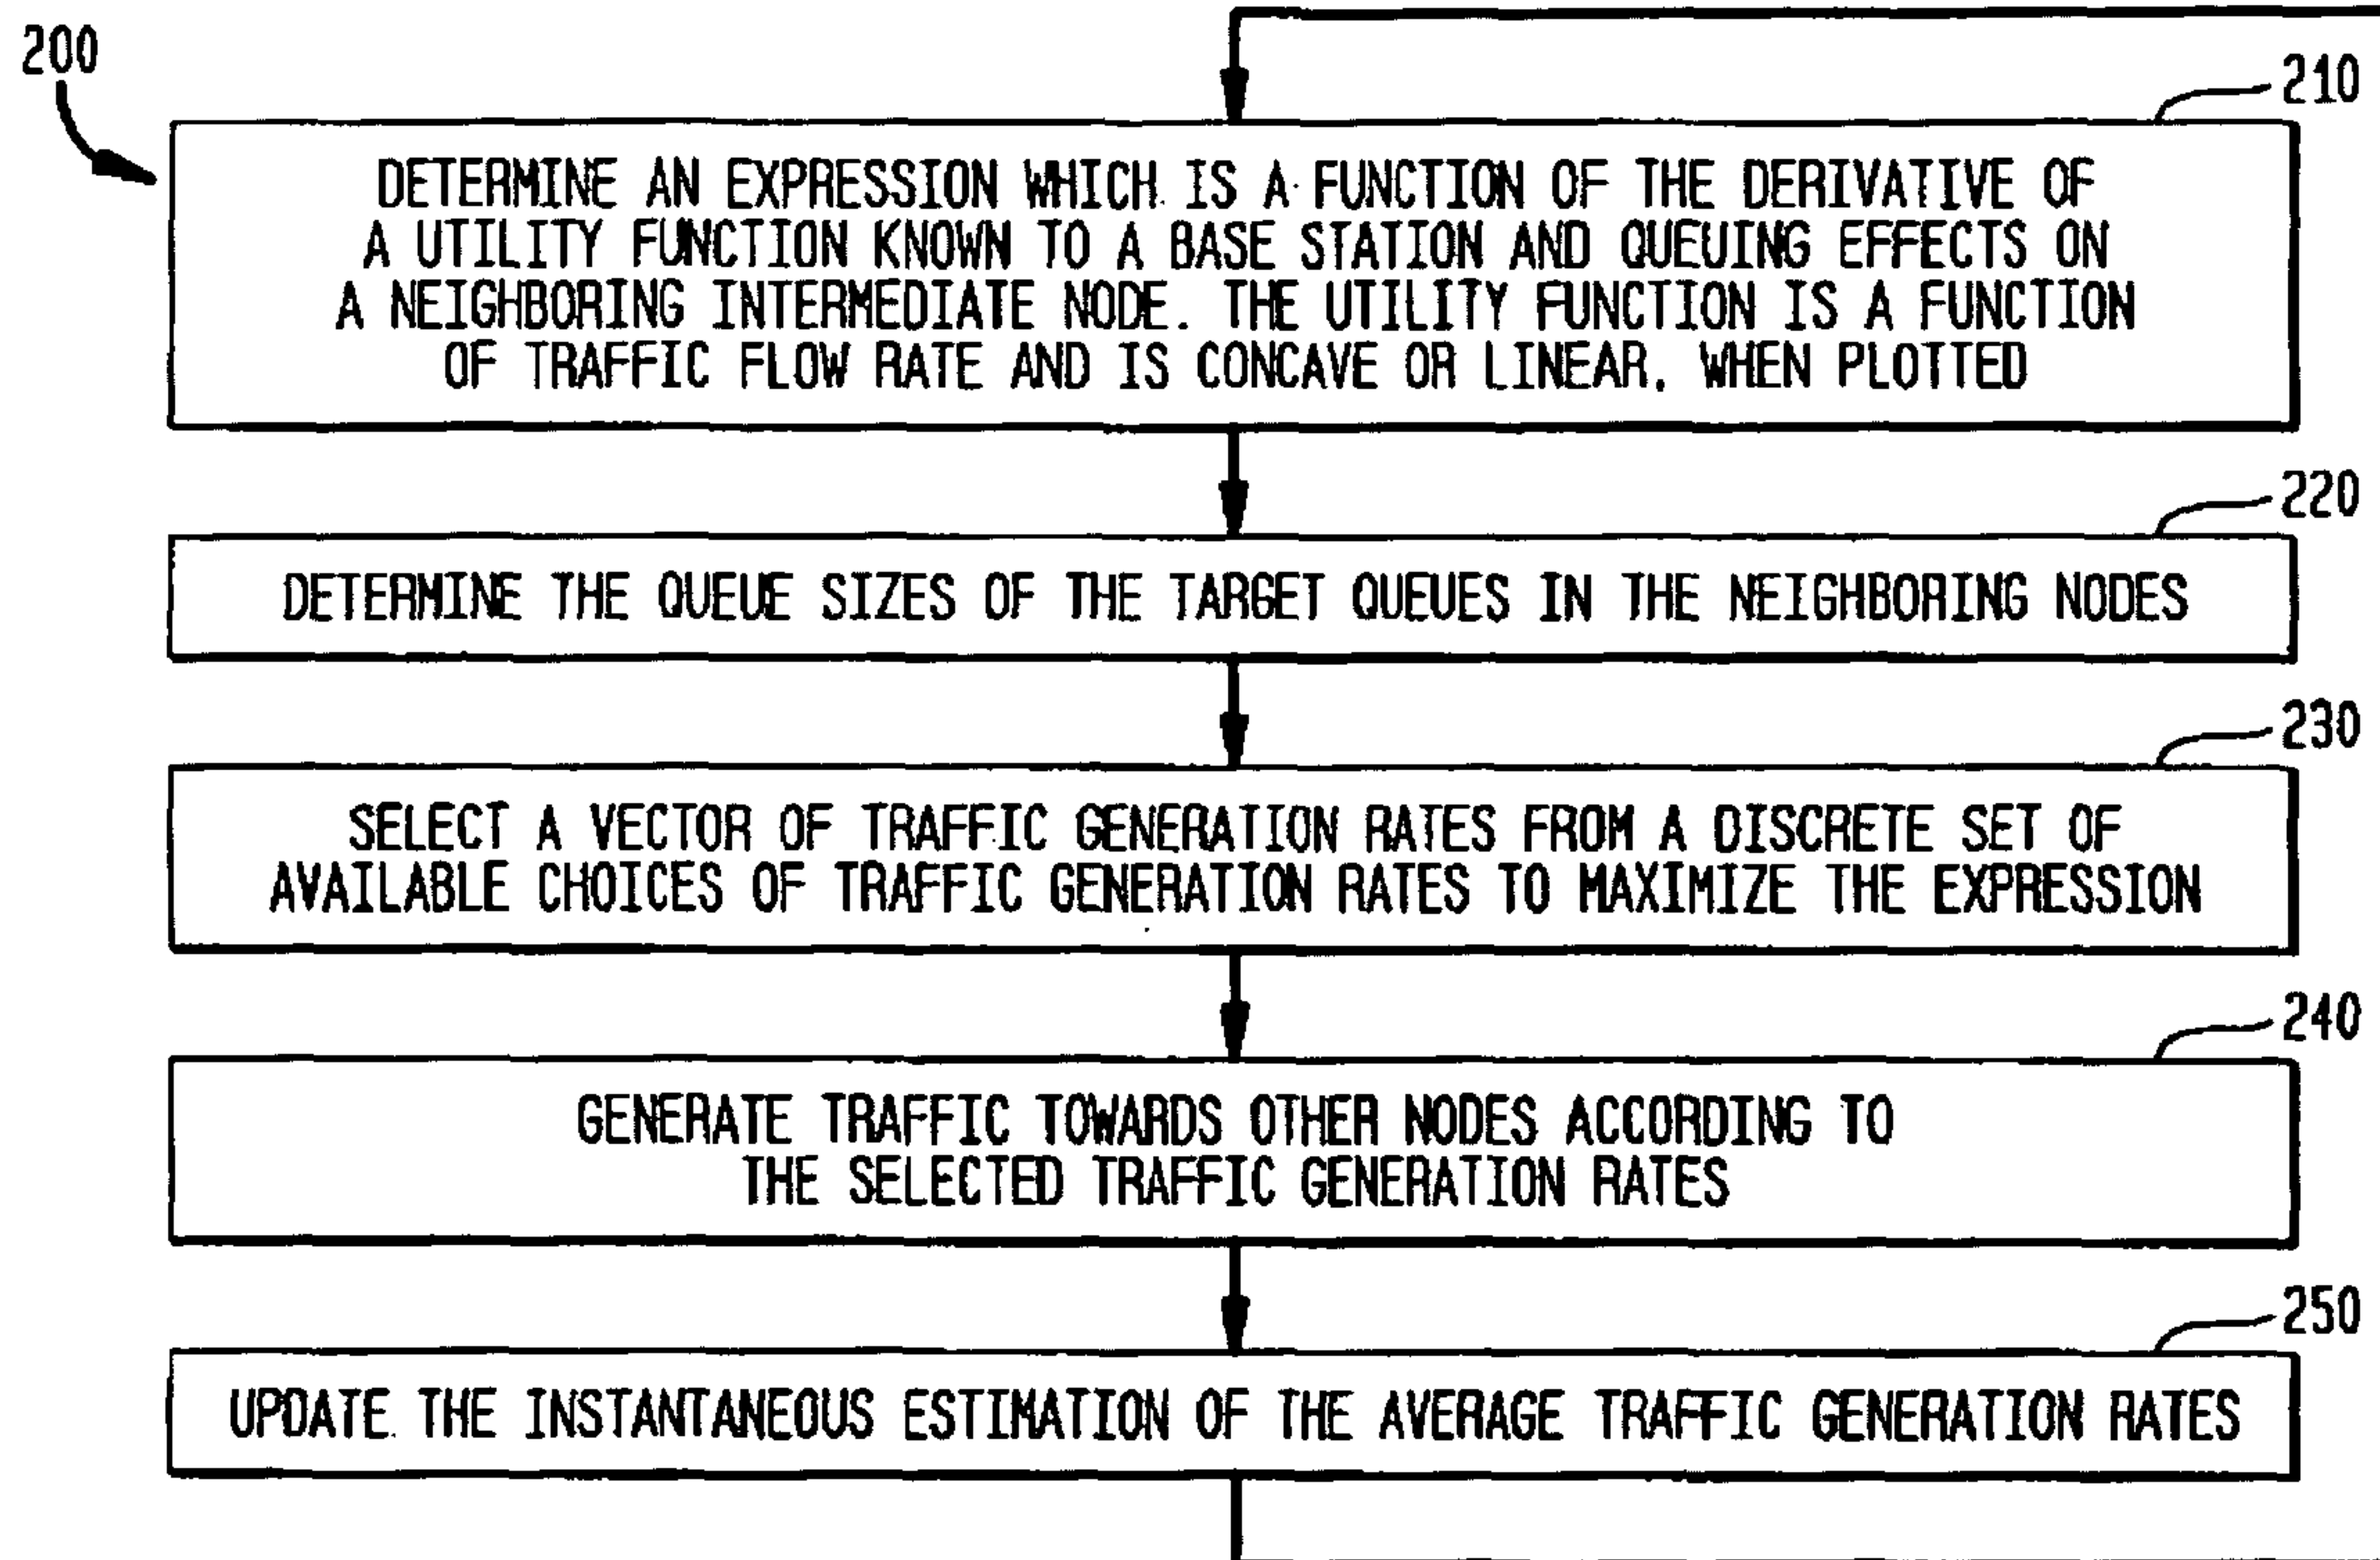 200
210
DETERMINE AN EXPRESSION WHICH IS A FUNCTION OF THE DERIVATIVE OF
A UTILITY FUNCTION KNOWN TO A BASE STATION AND QUEUING EFFECTS ON
A NEIGHBORING INTERMEDIATE NODE. THE UTILITY FUNCTION IS A FUNCTION
OF TRAFFIC FLOW RATE AND IS CONCAVE OR LINEAR, WHEN PLOTTED
220
DETERMINE THE QUEUE SIZES OF THE TARGET QUEUES IN THE NEIGHBORING NODES
230
SELECT A VECTOR OF TRAFFIC GENERATION RATES FROM A DISCRETE SET OF
AVAILABLE CHOICES OF TRAFFIC GENERATION RATES TO MAXIMIZE THE EXPRESSION
240
GENERATE TRAFFIC TOWARDS OTHER NODES ACCORDING TO
THE SELECTED TRAFFIC GENERATION RATES
250
UPDATE THE INSTANTANEOUS ESTIMATION OF THE AVERAGE TRAFFIC GENERATION RATES